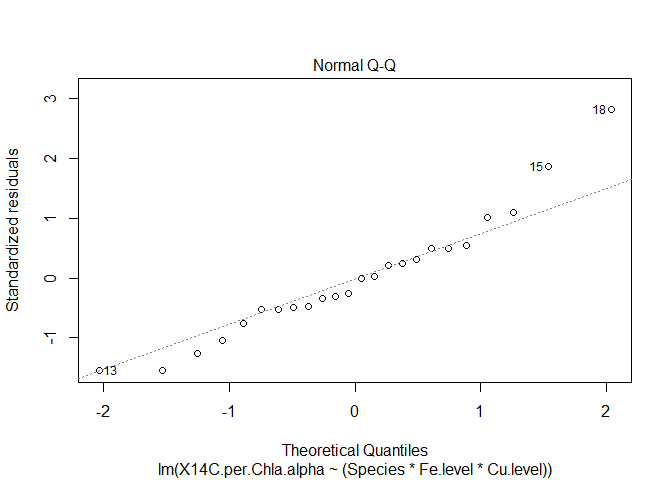 Normal Q-Q
3
2
1
0
-1
Standardized residuals
18
15
13
-2 -1 0 1 2
Theoretical Quantiles
lm(X14C.per.Chla.alpha ~ (Species * Fe.level * Cu.level))